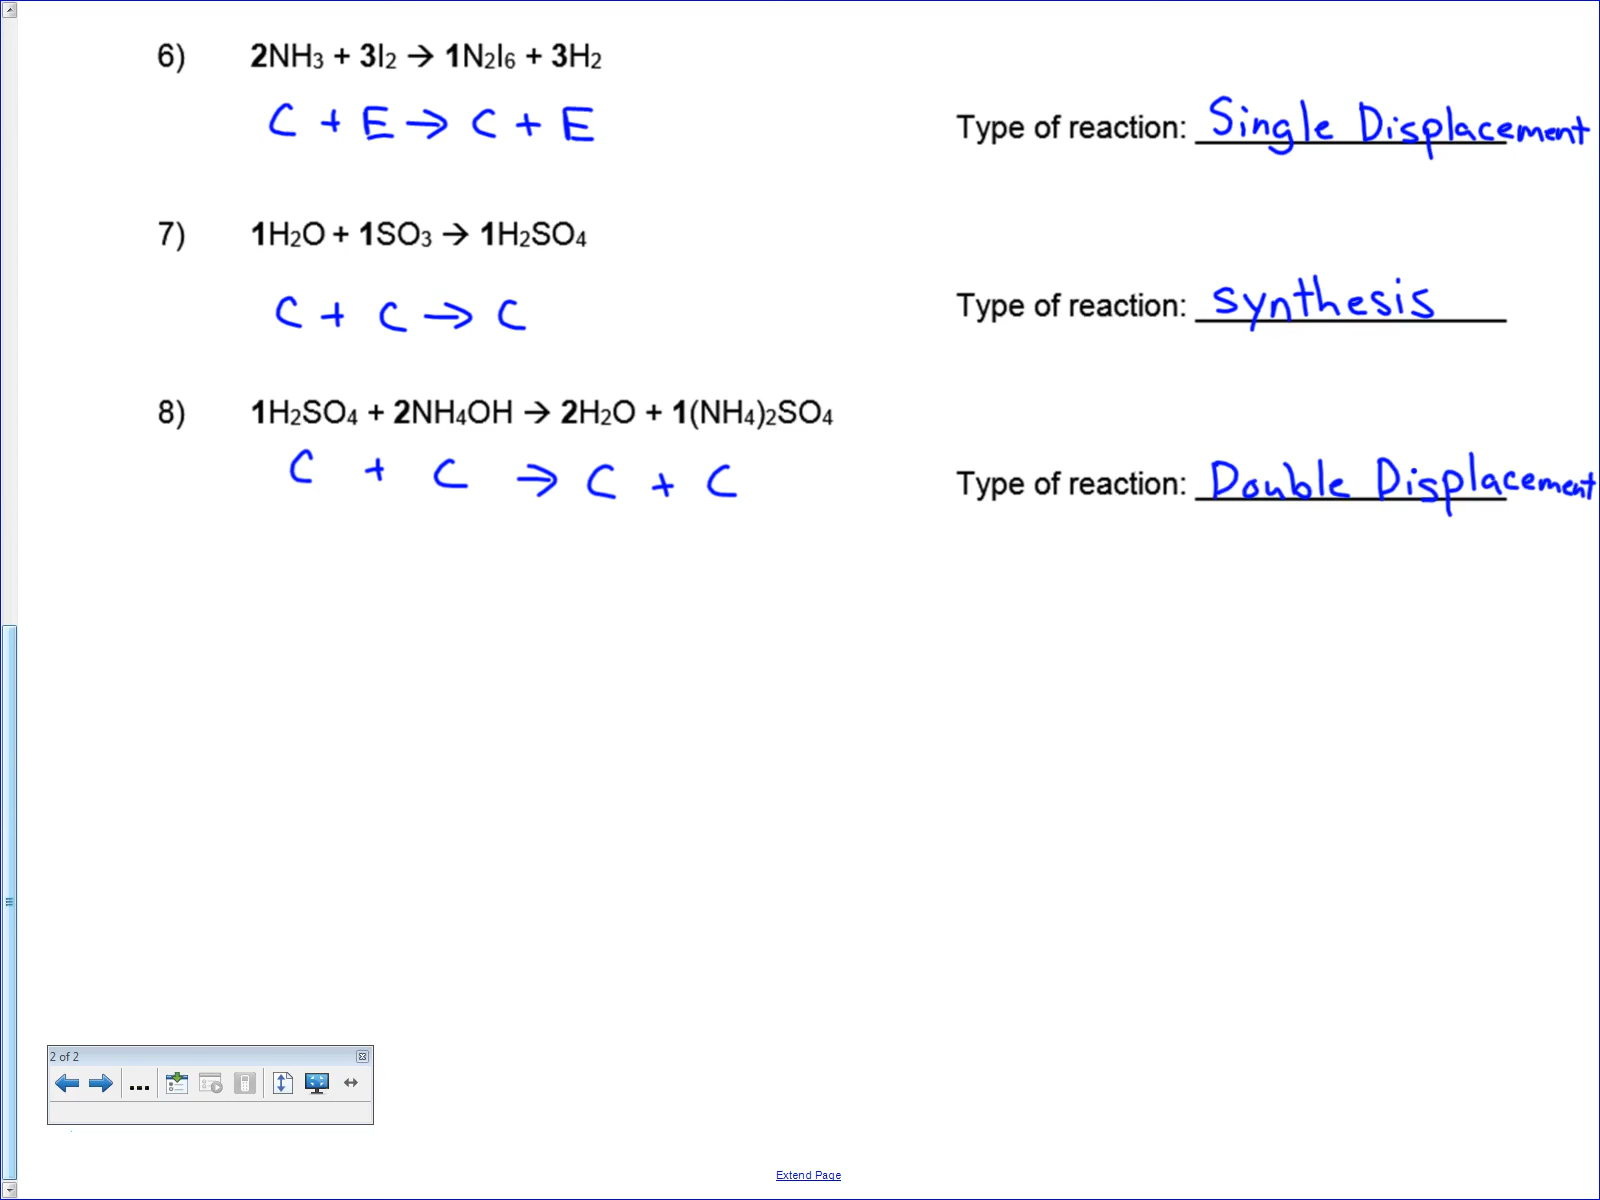 6) 2NH₃ + 3I₂ → 1N₂I₆ + 3H₂
C + E → C + E
Type of reaction: Single Displacement
7) 1H₂O + 1SO₃ → 1H₂SO₄
C + C → C
Type of reaction: Synthesis
8) 1H₂SO₄ + 2NH₄OH → 2H₂O + 1(NH₄)₂SO₄
C + C → C + C
Type of reaction: Double Displacement
2 of 2
...
Extend Page